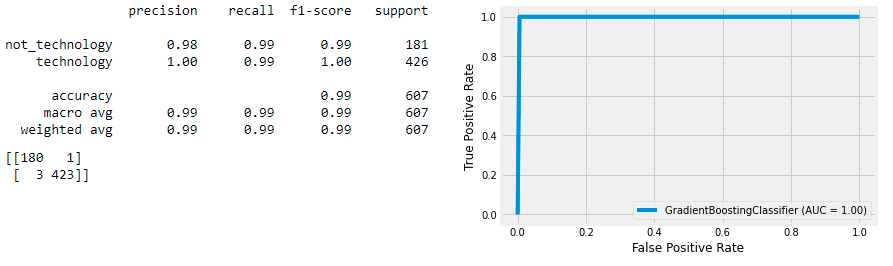 precision recall f1-score support
not_technology 0.98 0.99 0.99 181
technology 1.00 0.99 1.00 426
accuracy 0.99 607
macro avg 0.99 0.99 0.99 607
weighted avg 0.99 0.99 0.99 607
[[180 1]
[ 3 423]]
True Positive Rate
1.0
0.8
0.6
0.4
0.2
0.0
GradientBoostingClassifier (AUC = 1.00)
0.0 0.2 0.4 0.6 0.8 1.0
False Positive Rate